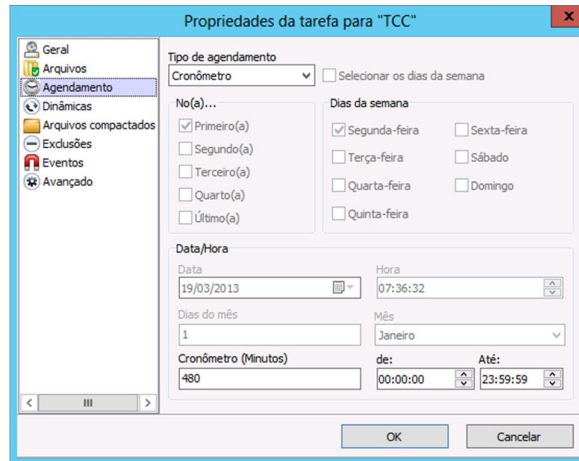 Propriedades da tarefa para "TCC"
x
Geral
Arquivos
Agendamento
Dinâmicas
Arquivos compactados
Exclusões
Eventos
Avançado
Tipo de agendamento
Cronômetro
Selecionar os dias da semana
No(a)...
Primeiro(a)
Segundo(a)
Terceiro(a)
Quarto(a)
Último(a)
Dias da semana
Segunda-feira
Sexta-feira
Terça-feira
Sábado
Quarta-feira
Domingo
Quinta-feira
Data/Hora
Data
Hora
19/03/2013
07:36:32
Dias do mês
Mês
1
Janeiro
Cronômetro (Minutos)
de:
Até:
480
00:00:00
23:59:59
OK
Cancelar